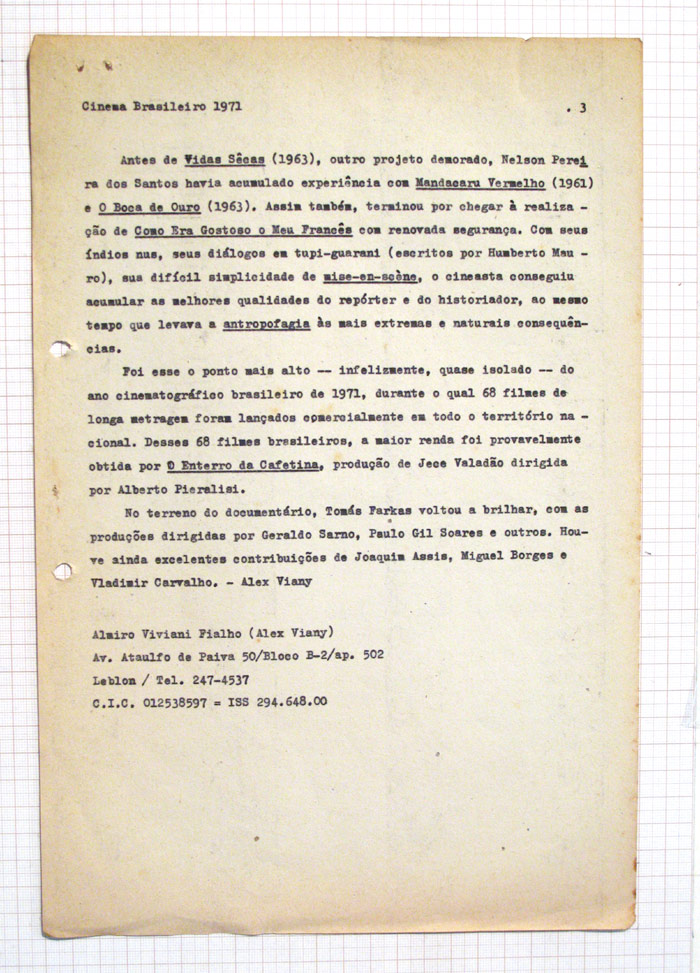 Cinema Brasileiro 1971 . 3
Antes de Vidas Sêcas (1963), outro projeto demorado, Nelson Perei
ra dos Santos havia acumulado experiência com Mandacaru Vermelho (1961)
e O Boca de Ouro (1963). Assim também, terminou por chegar à realiza -
ção de Como Era Gostoso o Meu Francês com renovada segurança. Com seus
índios nus, seus diálogos em tupi-guarani (escritos por Humberto Mau -
ro), sua difícil simplicidade de mise-en-scène, o cineasta conseguiu
acumular as melhores qualidades do repórter e do historiador, ao mesmo
tempo que levava a antropofagia às mais extremas e naturais consequên-
cias.
Foi esse o ponto mais alto -- infelizmente, quase isolado -- do
ano cinematográfico brasileiro de 1971, durante o qual 68 filmes de
longa metragem foram lançados comercialmente em todo o território na -
cional. Desses 68 filmes brasileiros, a maior renda foi provavelmente
obtida por O Enterro da Cafetina, produção de Jece Valadão dirigida
por Alberto Pieralisi.
No terreno do documentário, Tomás Farkas voltou a brilhar, com as
produções dirigidas por Geraldo Sarno, Paulo Gil Soares e outros. Hou-
ve ainda excelentes contribuições de Joaquim Assis, Miguel Borges e
Vladimir Carvalho. - Alex Viany
Almiro Viviani Fialho (Alex Viany)
Av. Ataulfo de Paiva 50/Bloco B-2/ap. 502
Leblon / Tel. 247-4537
C.I.C. 012538597 = ISS 294.648.00